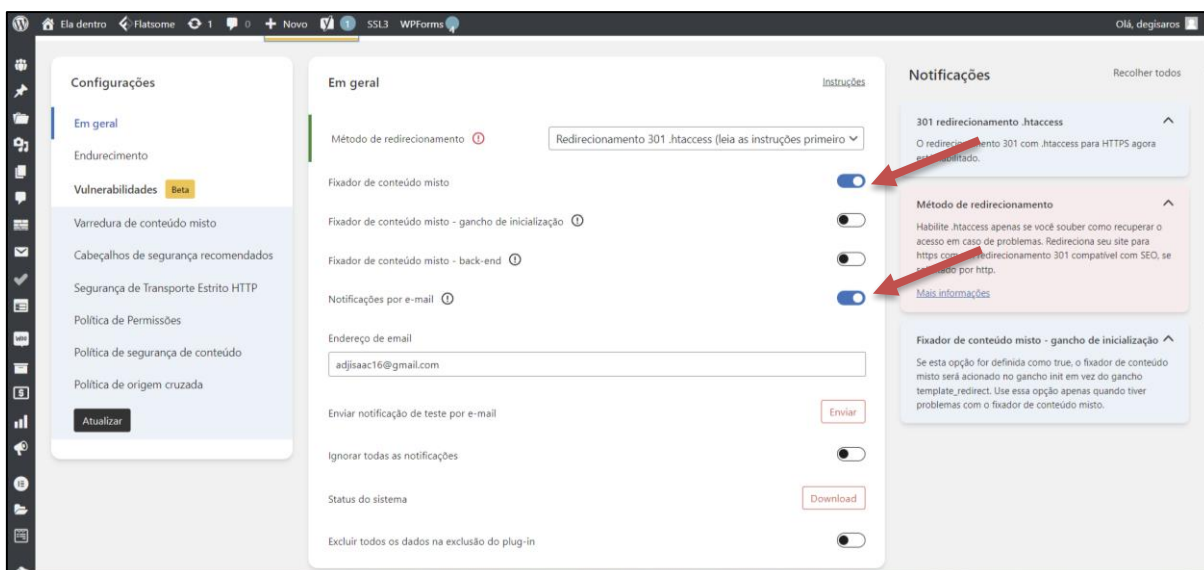 Ela dentro Flatsome 1 0 + Novo 1 SSL3 WPForms Olá, degisaros
Configurações
Em geral
Endurecimento
Vulnerabilidades Beta
Varredura de conteúdo misto
Cabeçalhos de segurança recomendados
Segurança de Transporte Estrito HTTP
Política de Permissões
Política de segurança de conteúdo
Política de origem cruzada
Atualizar
Em geral Instruções
Método de redirecionamento Redirecionamento 301 .htaccess (leia as instruções primeiro
Fixador de conteúdo misto
Fixador de conteúdo misto - gancho de inicialização
Fixador de conteúdo misto - back-end
Notificações por e-mail
Endereço de email
adjisaac16@gmail.com
Enviar notificação de teste por e-mail Enviar
Ignorar todas as notificações
Status do sistema Download
Excluir todos os dados na exclusão do plug-in
Notificações Recolher todos
301 redirecionamento .htaccess
O redirecionamento 301 com .htaccess para HTTPS agora
habilitado.
Método de redirecionamento
Habilite .htaccess apenas se você souber como recuperar o
acesso em caso de problemas. Redireciona seu site para
https com redirecionamento 301 compatível com SEO, se
por http.
Mais informações
Fixador de conteúdo misto - gancho de inicialização
Se esta opção for definida como true, o fixador de conteúdo
misto será acionado no gancho init em vez do gancho
template_redirect. Use essa opção apenas quando tiver
problemas com o fixador de conteúdo misto.